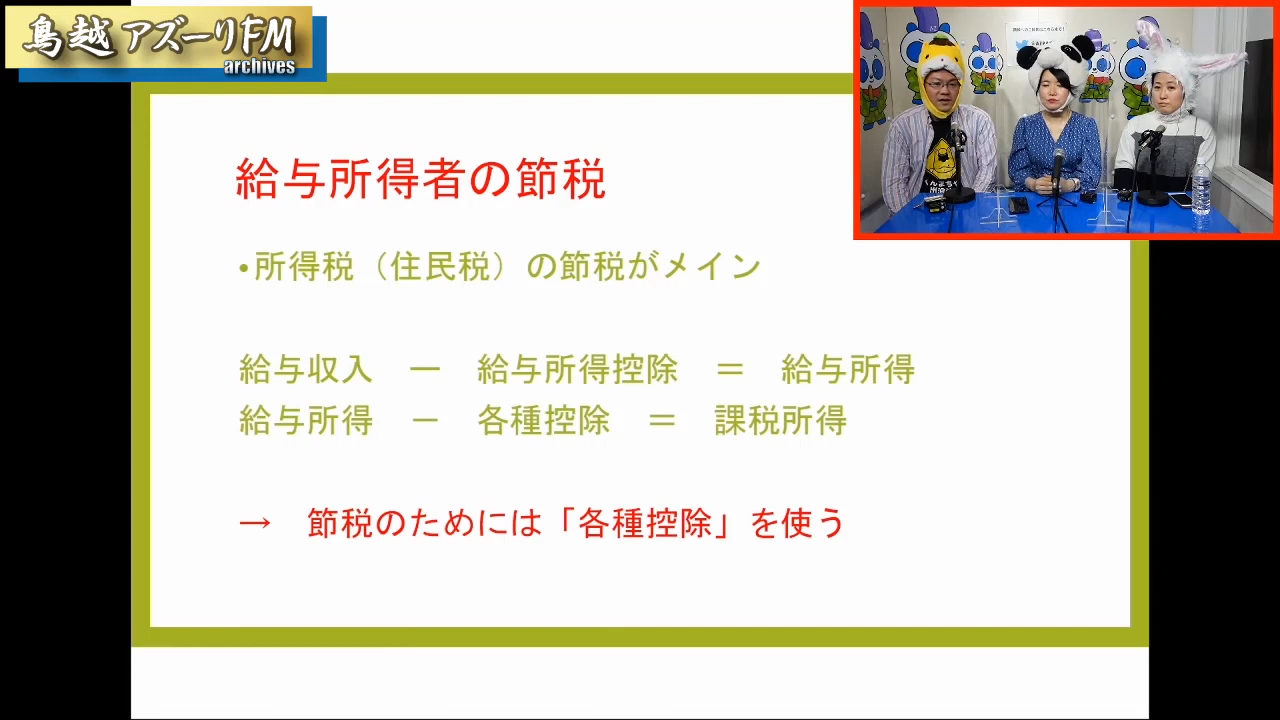 鳥越アズーリFM
archives
給与所得者の節税
•所得税（住民税）の節税がメイン
給与収入　－　給与所得控除　＝　給与所得
給与所得　－　各種控除　＝　課税所得
→　節税のためには「各種控除」を使う